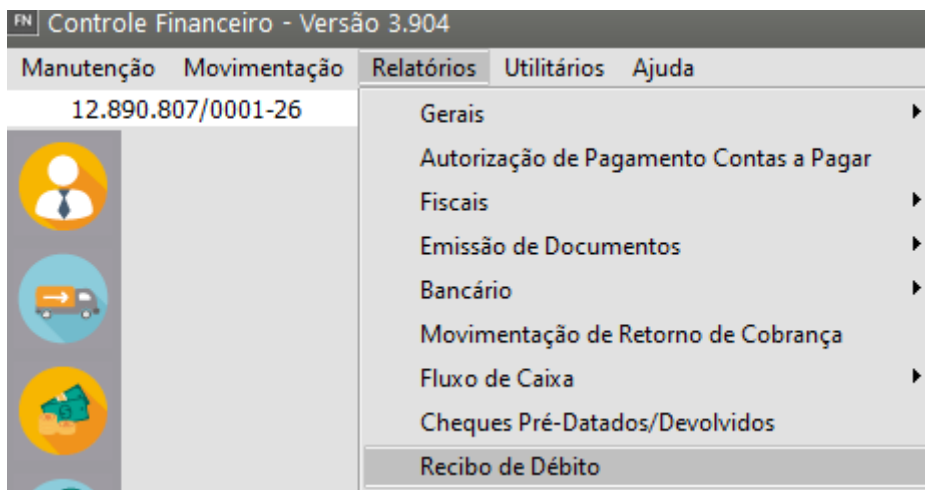 FN Controle Financeiro - Versão 3.904
Manutenção Movimentação Relatórios Utilitários Ajuda
12.890.807/0001-26
Gerais
Autorização de Pagamento Contas a Pagar
Fiscais
Emissão de Documentos
Bancário
Movimentação de Retorno de Cobrança
Fluxo de Caixa
Cheques Pré-Datados/Devolvidos
Recibo de Débito